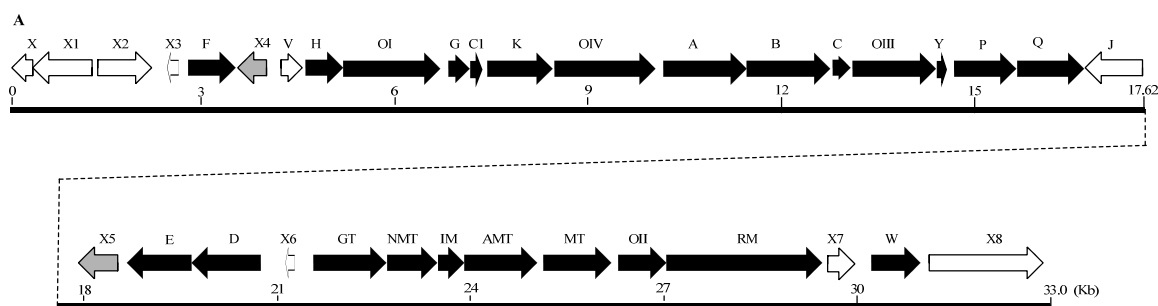 A
X X1 X2 X3 F X4 V H OI G C1 K OIV A B C OIII Y P Q J
0 3 6 9 12 15 17.62
X5 E D X6 GT NMT IM AMT MT OII RM X7 W X8
18 21 24 27 30 33.0 (Kb)